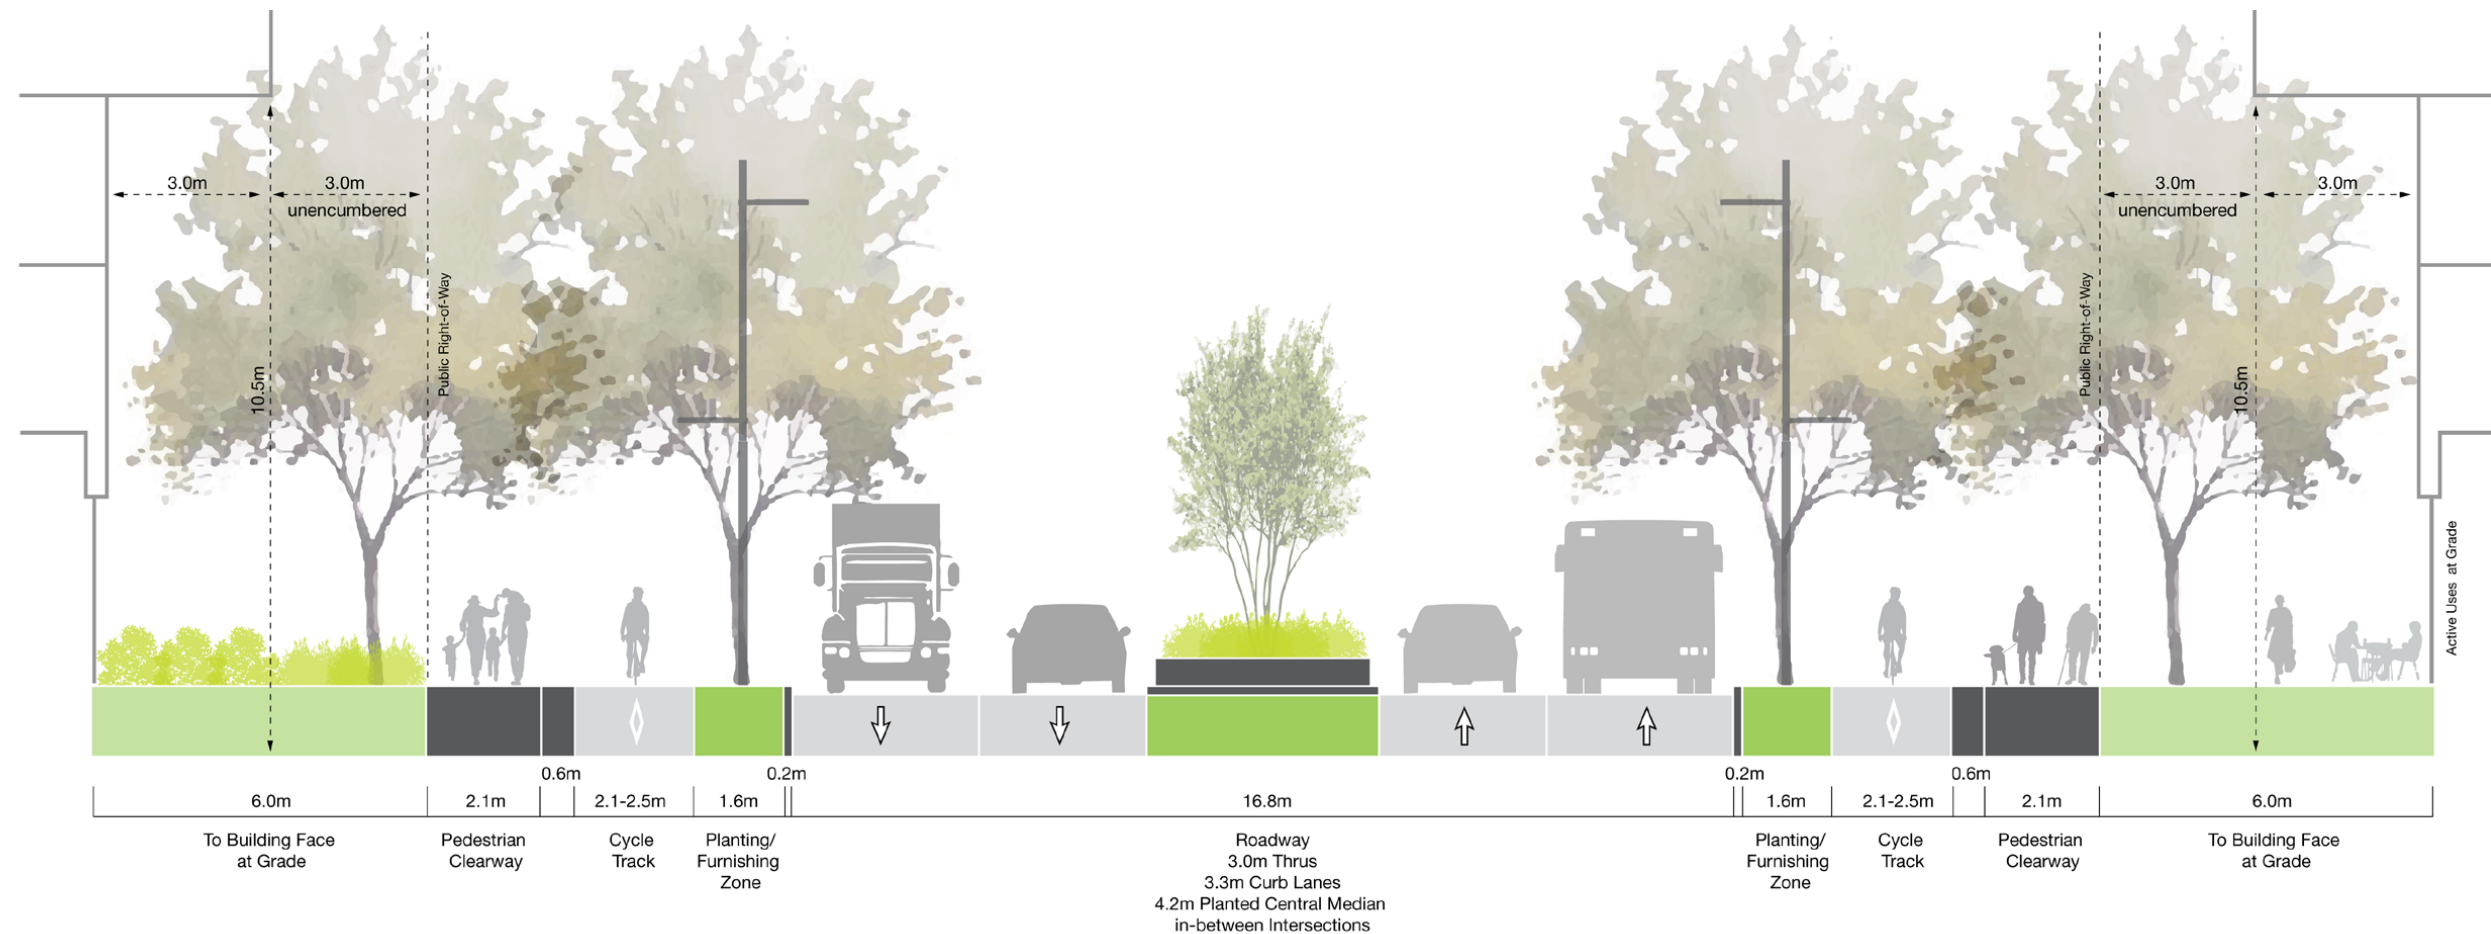 3.0m
3.0m
unencumbered
3.0m
unencumbered
3.0m
Public Right-of-Way
Public Right-of-Way
10.5m
10.5m
Active Uses at Grade
0.6m
0.2m
0.2m
0.6m
6.0m
2.1m
2.1-2.5m
1.6m
16.8m
1.6m
2.1-2.5m
2.1m
6.0m
To Building Face
at Grade
Pedestrian
Clearway
Cycle
Track
Planting/
Furnishing
Zone
Roadway
3.0m Thrus
3.3m Curb Lanes
4.2m Planted Central Median
in-between Intersections
Planting/
Furnishing
Zone
Cycle
Track
Pedestrian
Clearway
To Building Face
at Grade